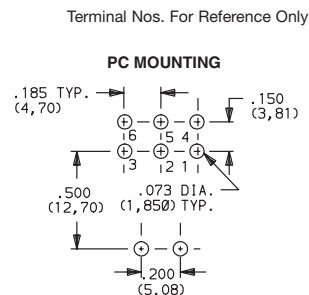 Terminal Nos. For Reference Only
PC MOUNTING
.185 TYP.
(4,70)
.150
(3,81)
6 5 4
3 2 1
.500
(12,70)
.073 DIA.
(1,850) TYP.
.200
(5.08)